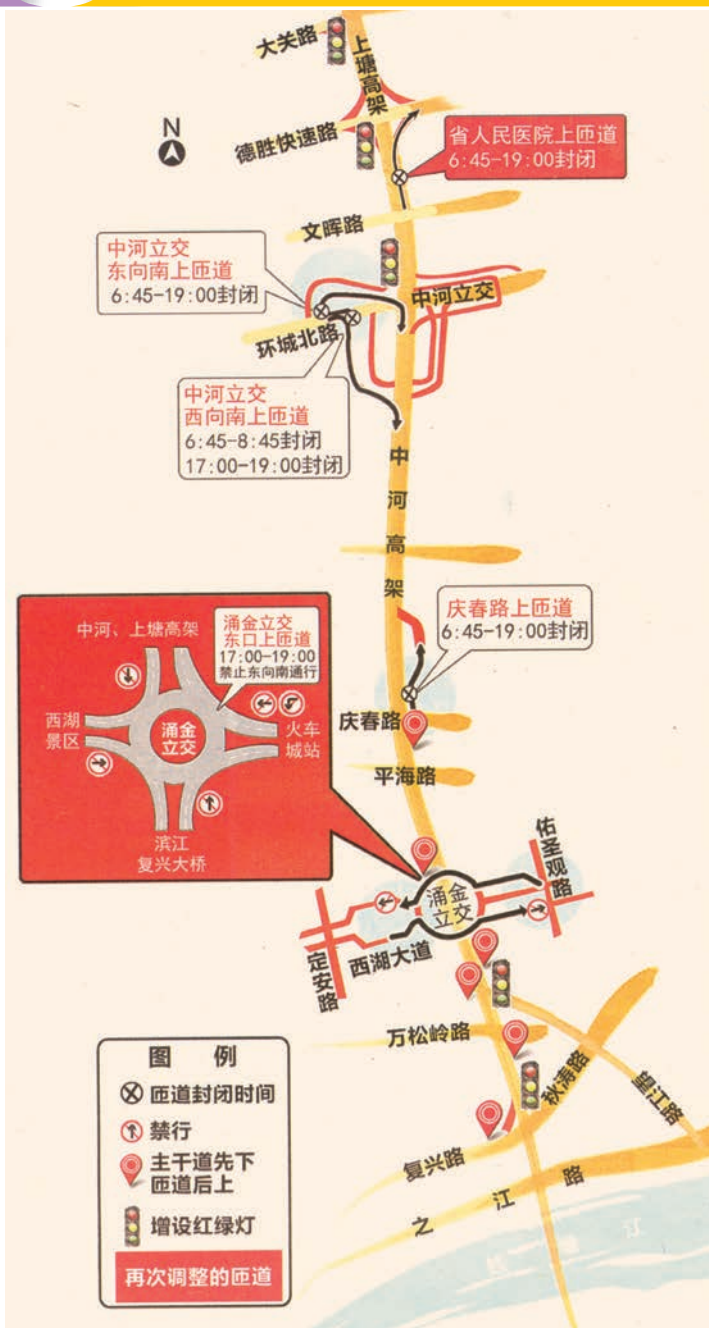 大关路
上塘高架
N
德胜快速路
省人民医院上匝道
6:45-19:00封闭
文晖路
中河立交
东向南上匝道
6:45-19:00封闭
中河立交
环城北路
中河立交
西向南上匝道
6:45-8:45封闭
17:00-19:00封闭
中河高架
庆春路上匝道
6:45-19:00封闭
中河、上塘高架
涌金立交
东口上匝道
17:00-19:00
禁止东向南通行
西湖
景区
涌金
立交
火车
城站
滨江
复兴大桥
庆春路
平海路
佑圣观路
涌金
立交
西湖大道
定安路
万松岭路
秋涛路
望江路
复兴路
之江路
图 例
匝道封闭时间
禁行
主干道先下
匝道后上
增设红绿灯
再次调整的匝道